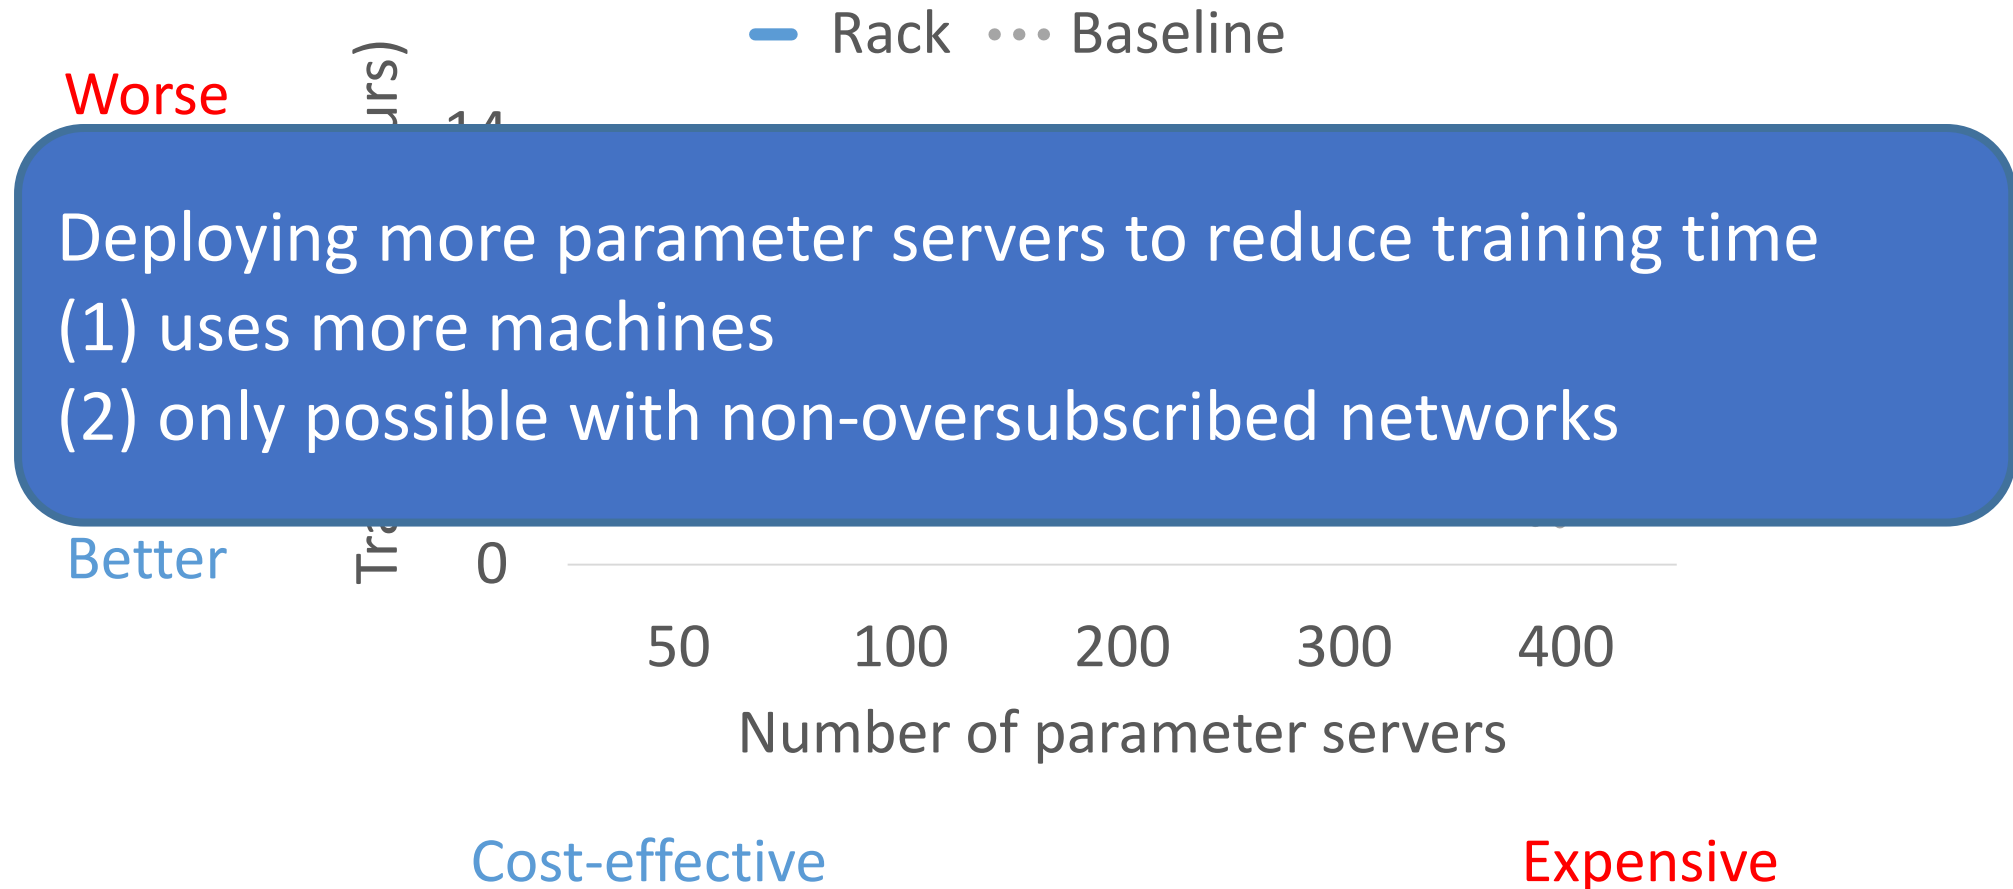 Rack Baseline
Worse
14
Deploying more parameter servers to reduce training time
(1) uses more machines
(2) only possible with non-oversubscribed networks
Better
0
50 100 200 300 400
Number of parameter servers
Cost-effective Expensive